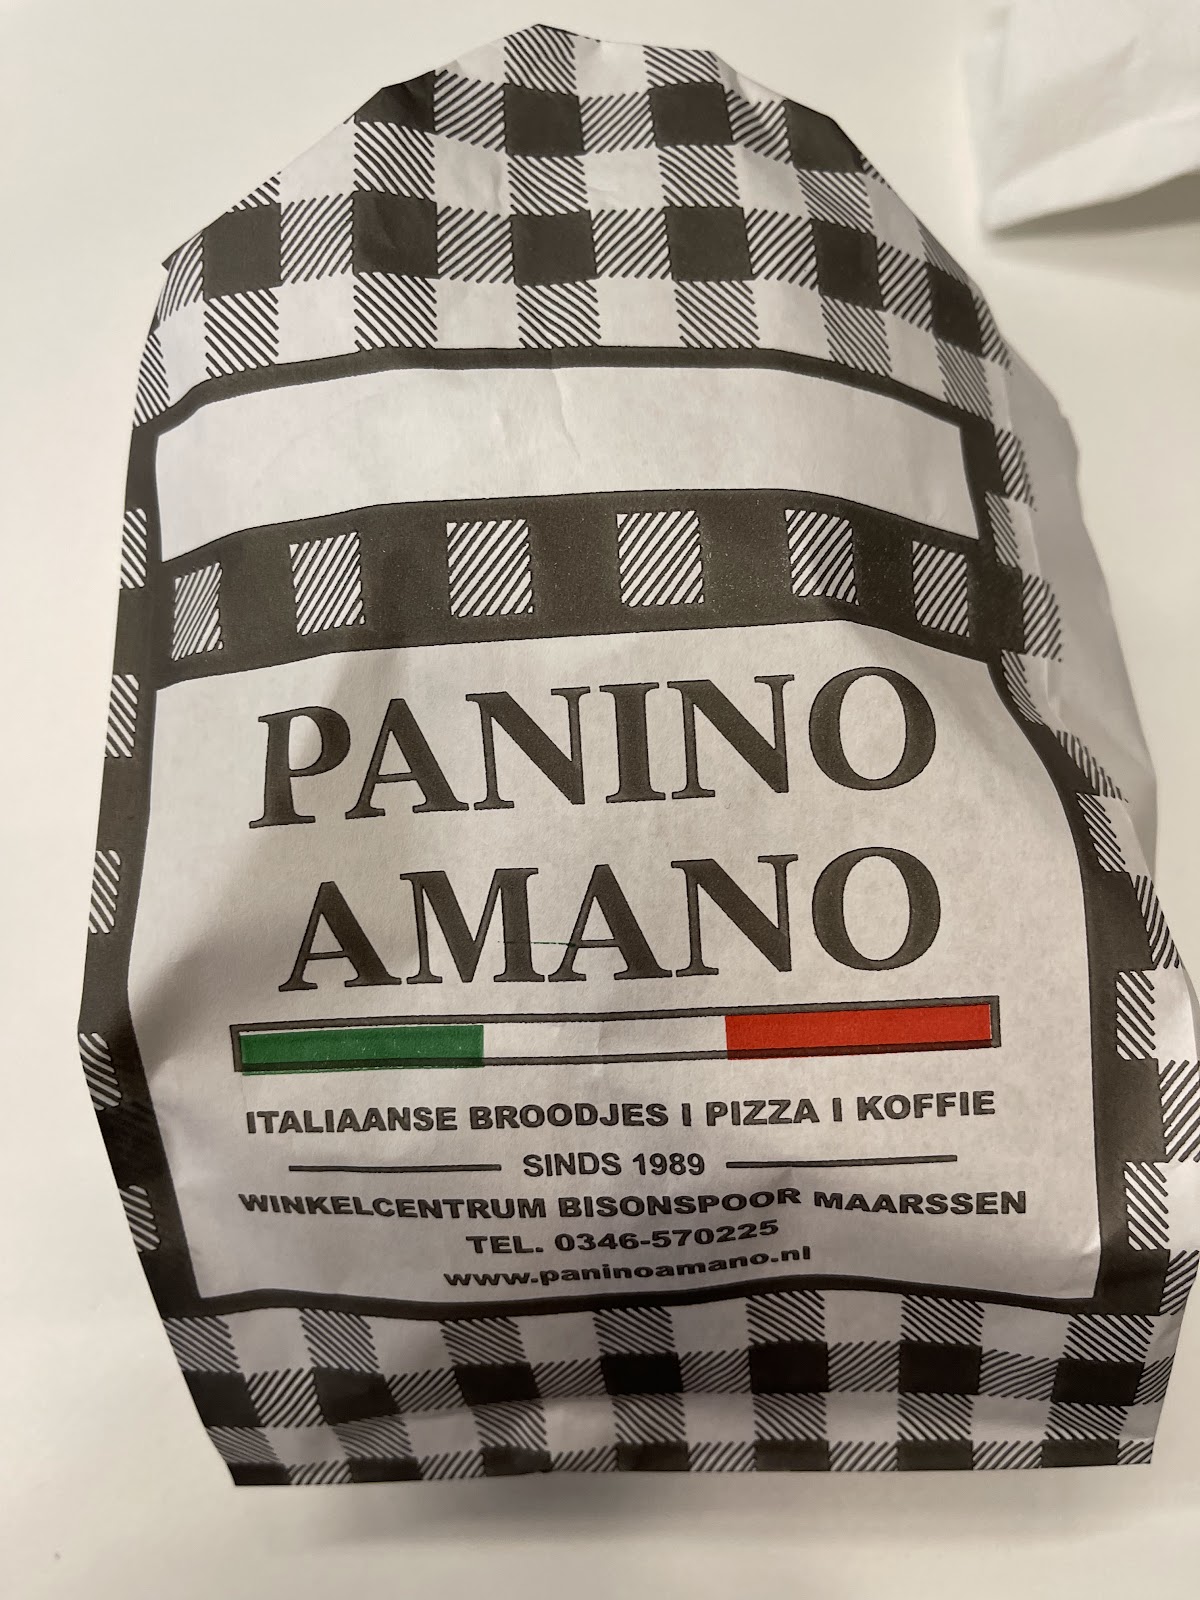 PANINO
AMANO
ITALIAANSE BROODJES I PIZZA I KOFFIE
SINDS 1989
WINKELCENTRUM BISONSPOOR MAARSSEN
TEL. 0346-570225
www.paninoamano.nl